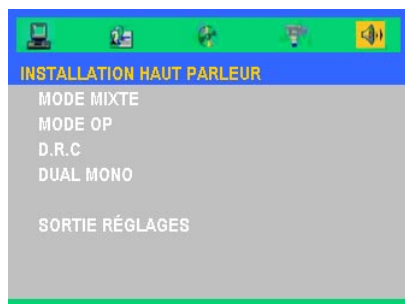 INSTALLATION HAUT PARLEUR
MODE MIXTE
MODE OP
D.R.C
DUAL MONO
SORTIE RÉGLAGES